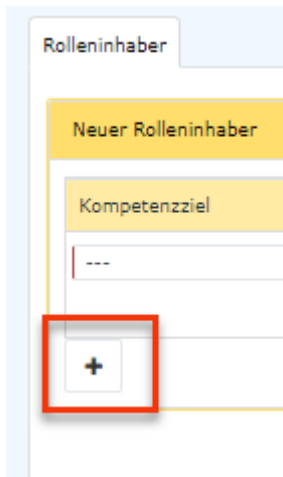 Rolleninhaber
Neuer Rolleninhaber
Kompetenzziel
---
+